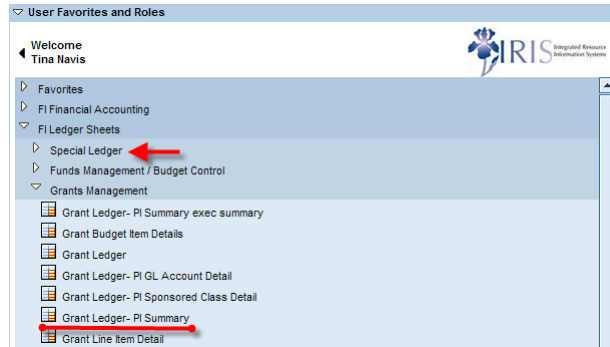 User Favorites and Roles
Welcome
Tina Navis
IRIS Integrated Resource
Information Systems
Favorites
FI Financial Accounting
FI Ledger Sheets
Special Ledger
Funds Management / Budget Control
Grants Management
Grant Ledger- PI Summary exec summary
Grant Budget Item Details
Grant Ledger
Grant Ledger- PI GL Account Detail
Grant Ledger- PI Sponsored Class Detail
Grant Ledger- PI Summary
Grant Line Item Detail